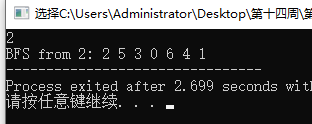 选择C:\Users\Administrator\Desktop\第十四周\第
2
BFS from 2: 2 5 3 0 6 4 1
--------------------------------
Process exited after 2.699 seconds wit
请按任意键继续. . .